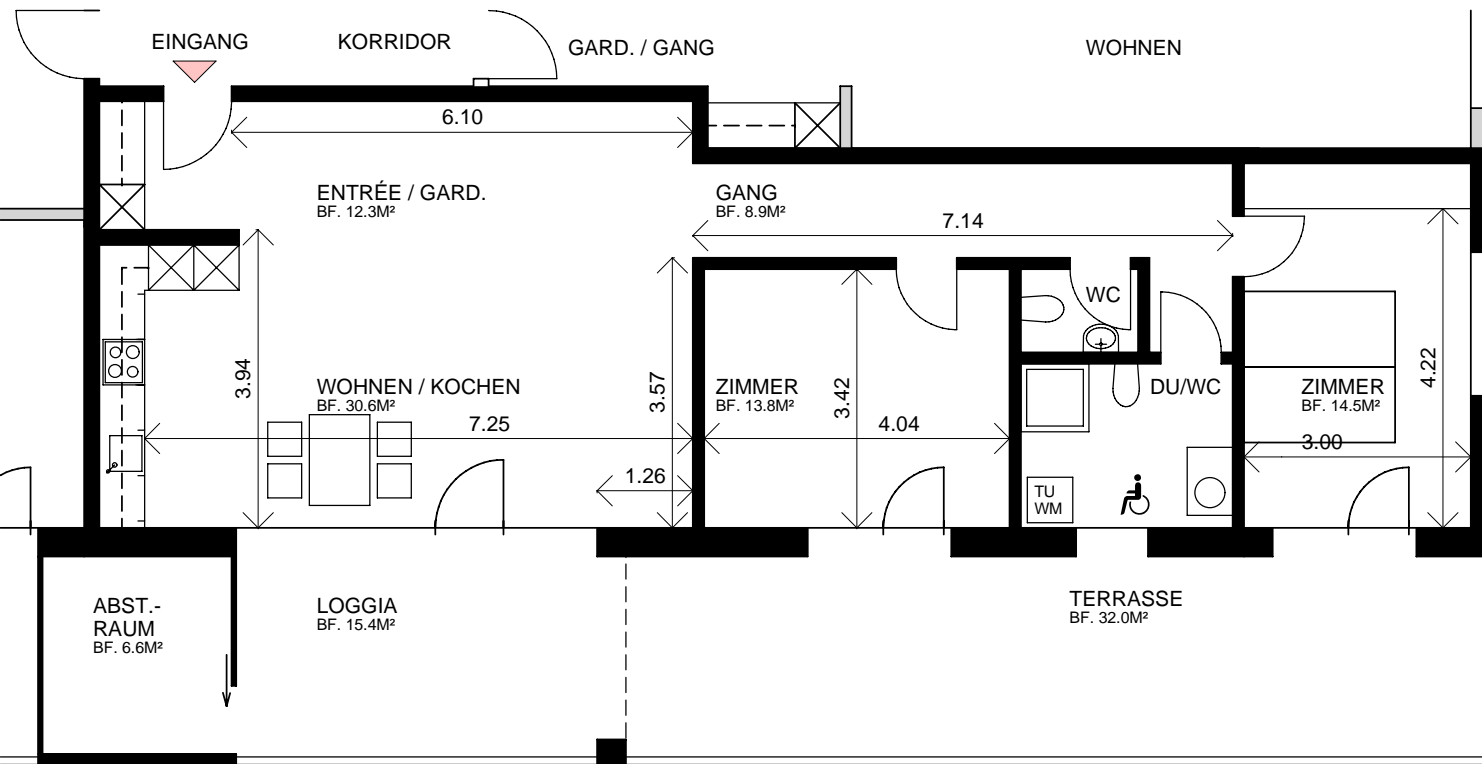 EINGANG
KORRIDOR
GARD. / GANG
WOHNEN
6.10
ENTRÉE / GARD.
BF. 12.3M²
GANG
BF. 8.9M²
7.14
WC
3.94
WOHNEN / KOCHEN
BF. 30.6M²
7.25
3.57
1.26
ZIMMER
BF. 13.8M²
3.42
4.04
DU/WC
TU
WM
ZIMMER
BF. 14.5M²
3.00
4.22
ABST.-
RAUM
BF. 6.6M²
LOGGIA
BF. 15.4M²
TERRASSE
BF. 32.0M²